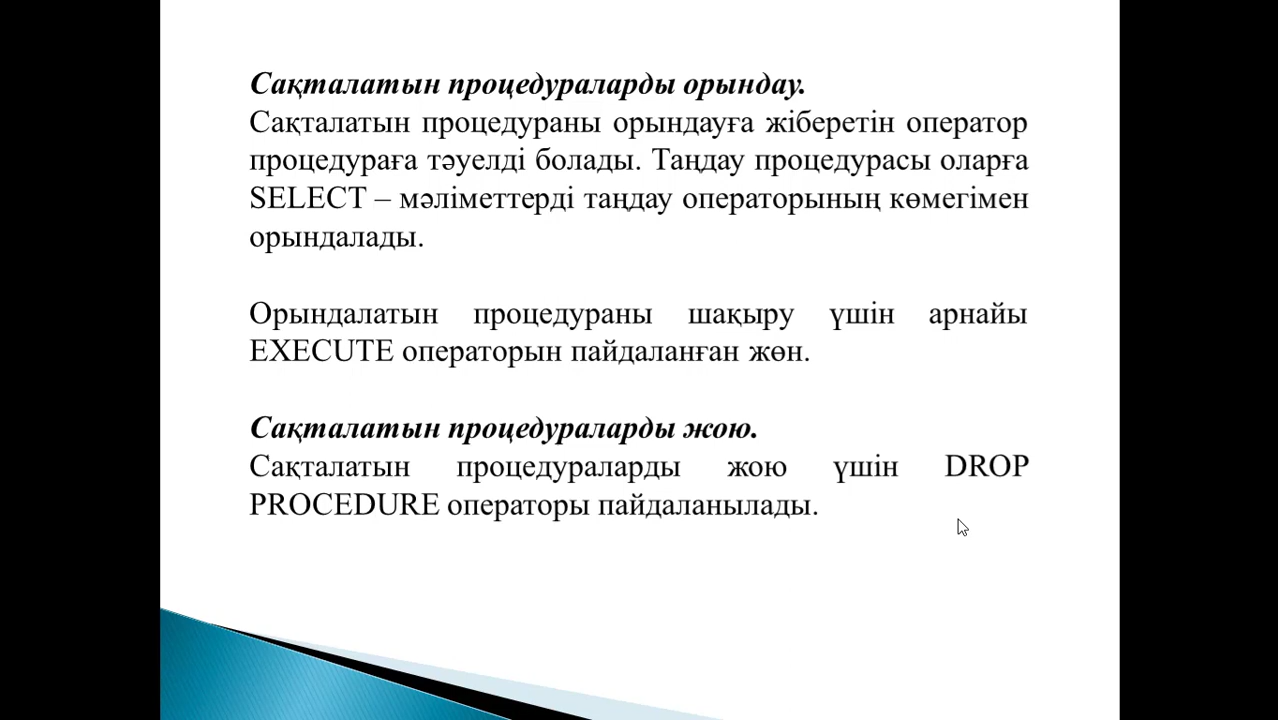 Сақталатын процедураларды орындау.
Сақталатын процедураны орындауға жіберетін оператор
процедураға тәуелді болады. Таңдау процедурасы оларға
SELECT – мәліметтерді таңдау операторының көмегімен
орындалады.
Орындалатын процедураны шақыру үшін арнайы
EXECUTE операторын пайдаланған жөн.
Сақталатын процедураларды жою.
Сақталатын процедураларды жою үшін DROP
PROCEDURE операторы пайдаланылады.